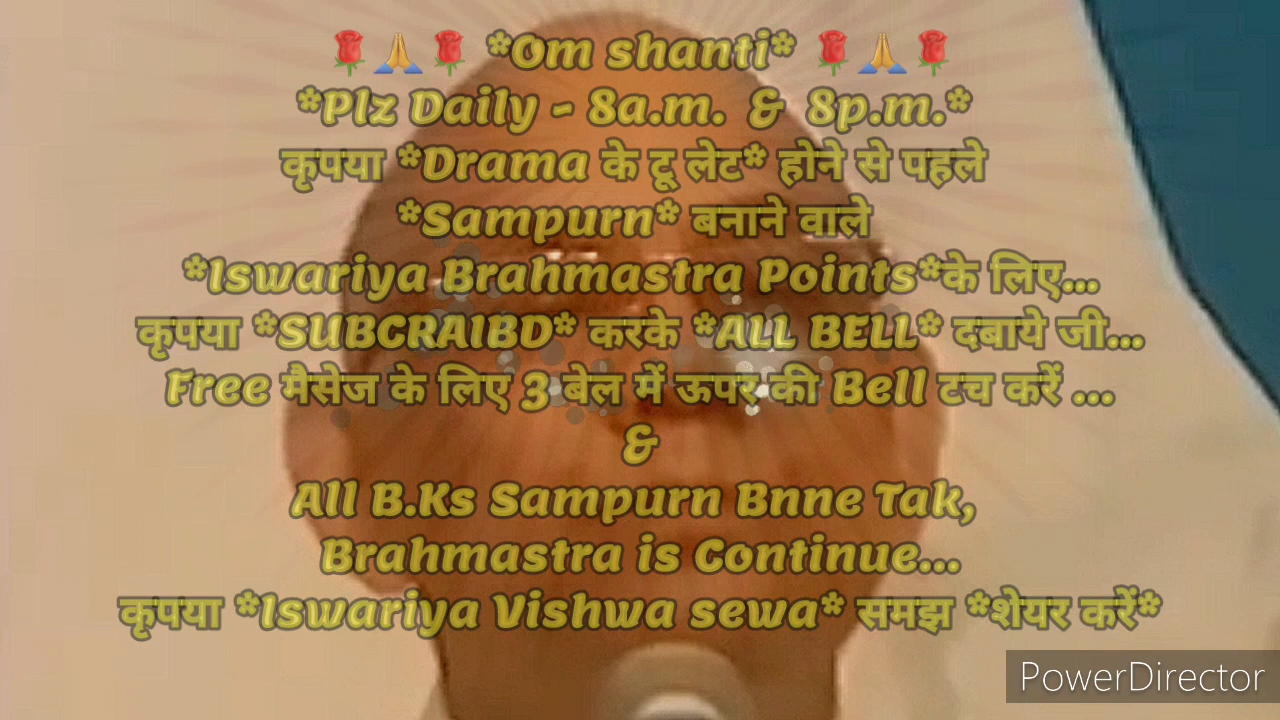 🌹🙏🌹 *Om shanti* 🌹🙏🌹
*Plz Daily - 8a.m. & 8p.m.*
कृपया *Drama के टू लेट* होने से पहले
*Sampurn* बनाने वाले
*Iswariya Brahmastra Points*के लिए...
कृपया *SUBCRAIBD* करके *ALL BELL* दबाये जी...
Free मैसेज के लिए 3 बेल में ऊपर की Bell टच करें ...
&
All B.Ks Sampurn Bnne Tak,
Brahmastra is Continue...
कृपया *Iswariya Vishwa sewa* समझ *शेयर करें*
PowerDirector